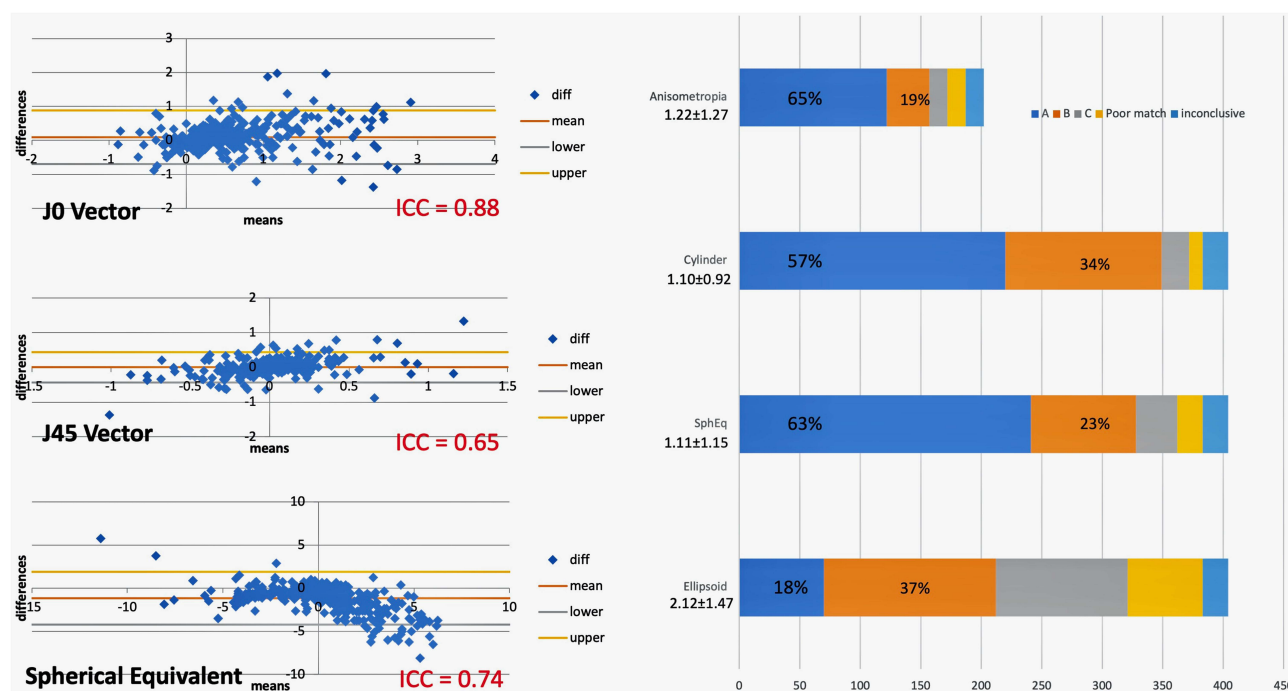 3
2
1
0
-1
-2
-2
-1
0
1
2
3
4
differences
means
J0 Vector
ICC = 0.88
diff
mean
lower
upper
2
1
0
-1
-2
1.5
-1
-0.5
0
0.5
1
1.5
differences
means
J45 Vector
ICC = 0.65
diff
mean
lower
upper
10
5
0
-5
-10
15
-10
-5
0
5
10
differences
means
Spherical Equivalent
ICC = 0.74
diff
mean
lower
upper
Anisometropia
1.22±1.27
65%
19%
A B C Poor match inconclusive
Cylinder
1.10±0.92
57%
34%
SphEq
1.11±1.15
63%
23%
Ellipsoid
2.12±1.47
18%
37%
0 50 100 150 200 250 300 350 400 450